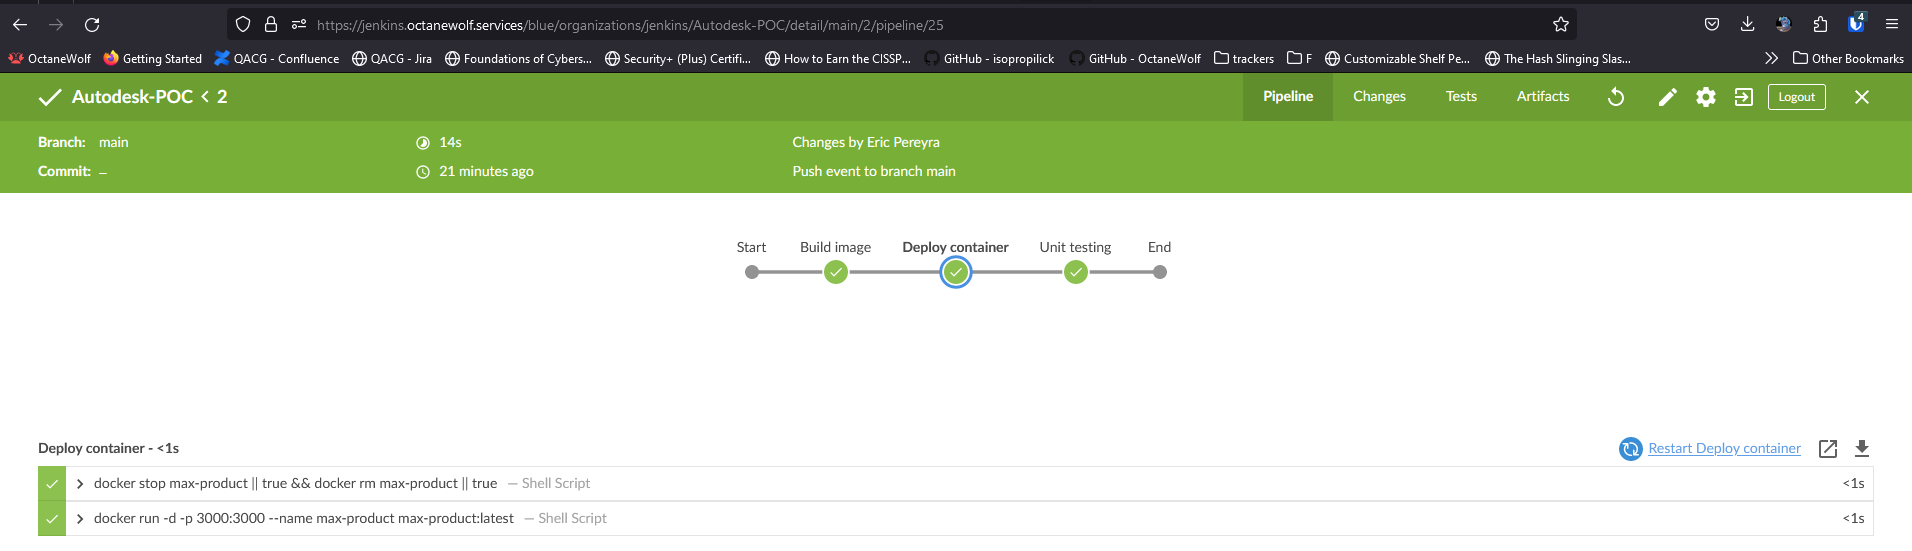 https://jenkins.octanewolf.services/blue/organizations/jenkins/Autodesk-POC/detail/main/2/pipeline/25
4
OctaneWolf Getting Started QACG - Confluence QACG - Jira Foundations of Cybers... Security+ (Plus) Certifi... How to Earn the CISSP... GitHub - isopropilick GitHub - OctaneWolf trackers F Customizable Shelf Pe... The Hash Slinging Slas... Other Bookmarks
Autodesk-POC < 2 Pipeline Changes Tests Artifacts Logout
Branch: main 14s Changes by Eric Pereyra
Commit: – 21 minutes ago Push event to branch main
Start Build image Deploy container Unit testing End
Deploy container - <1s Restart Deploy container
docker stop max-product || true && docker rm max-product || true — Shell Script <1s
docker run -d -p 3000:3000 --name max-product max-product:latest — Shell Script <1s